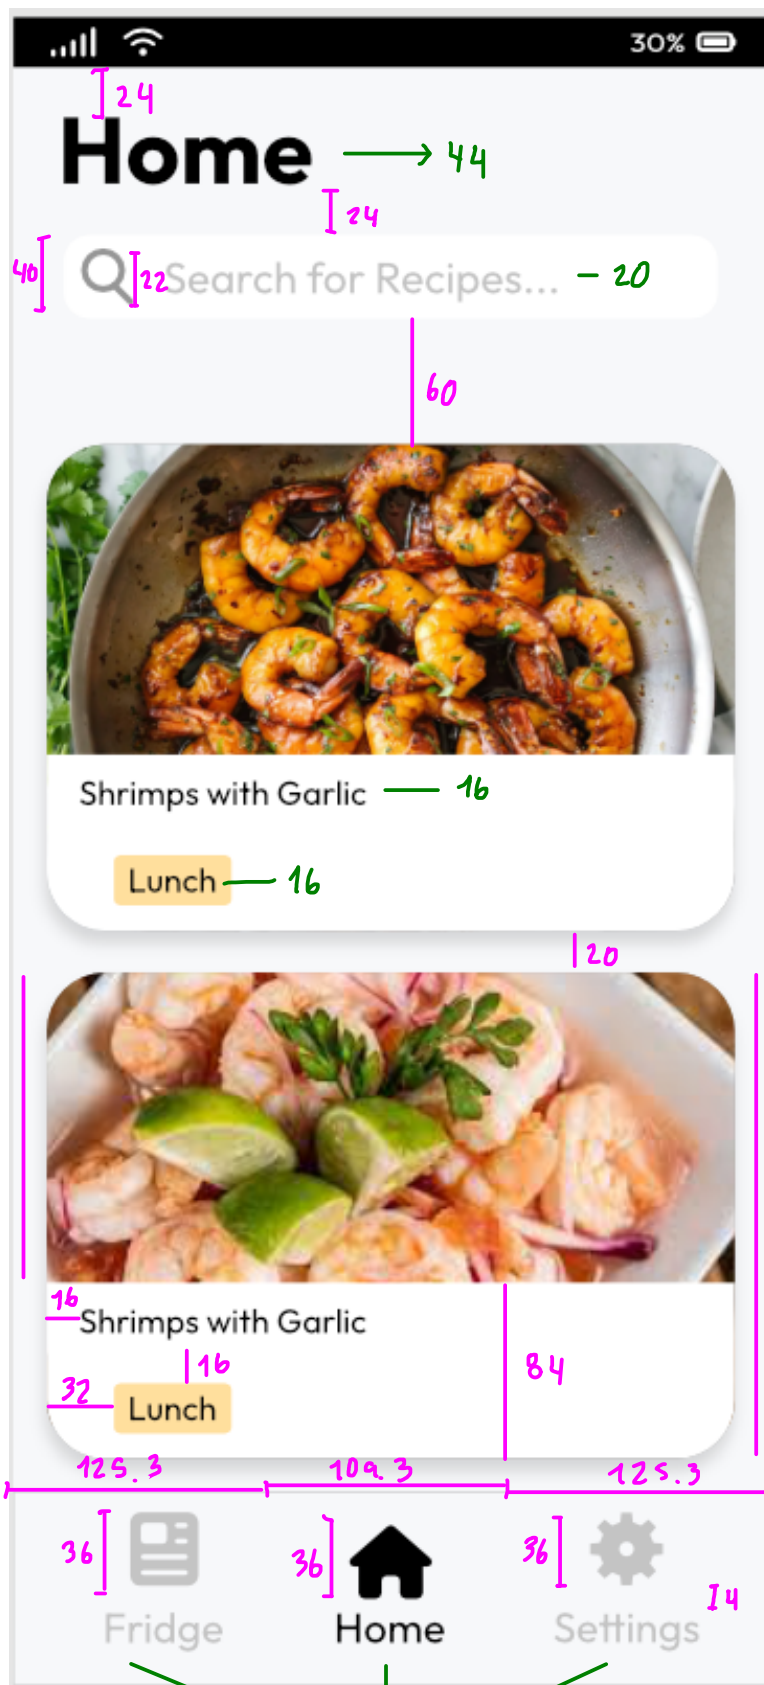 30%
24
Home 44
24
40 22 Search for Recipes... 20
60
Shrimps with Garlic 16
Lunch 16
20
16
Shrimps with Garlic
16 84
32
Lunch
125.3 109.3 125.3
36 36 36
4
Fridge Home Settings